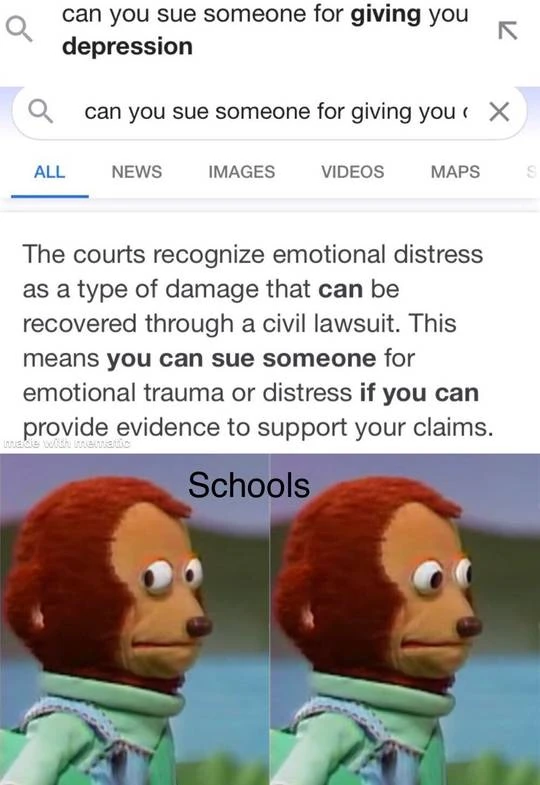 can you sue someone for giving you
depression
can you sue someone for giving you
ALL NEWS IMAGES VIDEOS MAPS S
The courts recognize emotional distress
as a type of damage that can be
recovered through a civil lawsuit. This
means you can sue someone for
emotional trauma or distress if you can
provide evidence to support your claims.
made with mematic
Schools